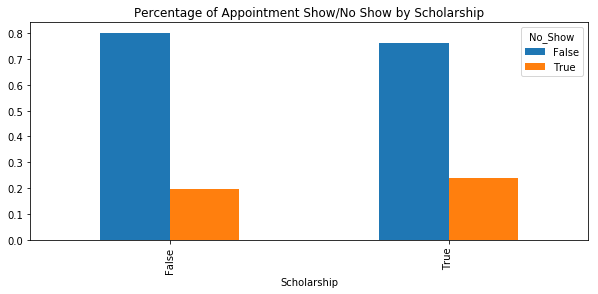 Percentage of Appointment Show/No Show by Scholarship
No_Show
False
True
0.8
0.7
0.6
0.5
0.4
0.3
0.2
0.1
0.0
False
True
Scholarship